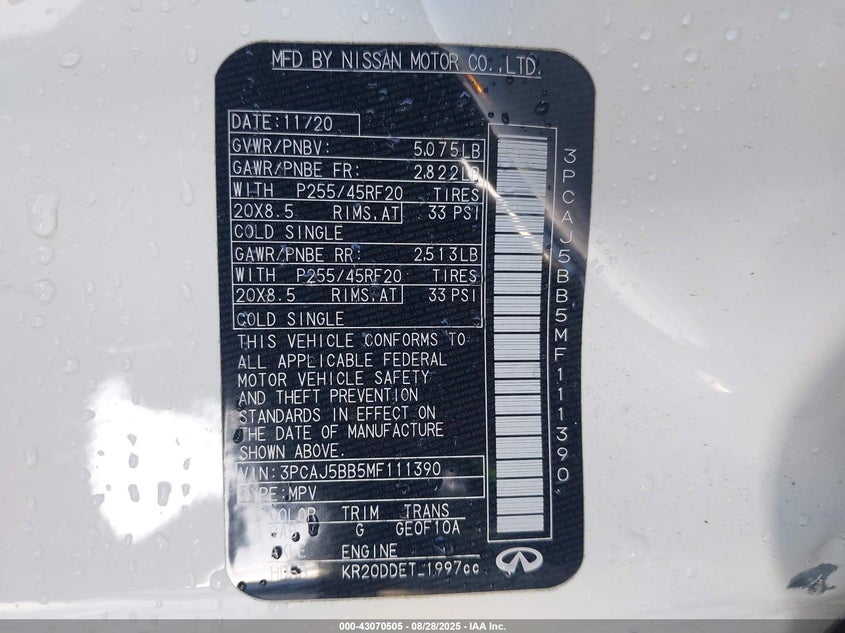 MFD BY NISSAN MOTOR CO.,LTD.
DATE:11/20
GVWR/PNBV: 5,075LB
GAWR/PNBE FR: 2,822LB
WITH P255/45RF20 TIRES
20X8.5 RIMS.AT 33 PSI
COLD SINGLE
GAWR/PNBE RR: 2,513LB
WITH P255/45RF20 TIRES
20X8.5 RIMS.AT 33 PSI
COLD SINGLE
THIS VEHICLE CONFORMS TO
ALL APPLICABLE FEDERAL
MOTOR VEHICLE SAFETY
AND THEFT PREVENTION
STANDARDS IN EFFECT ON
THE DATE OF MANUFACTURE
SHOWN ABOVE.
VIN:3PCAJ5BB5MF111390
TYPE:MPV
COLOR TRIM TRANS
G GE0F10A
ENGINE
KR20DDET_1997cc
3PCAJ5BB5MF111390
000-43070505 - 08/28/2025 - IAA Inc.